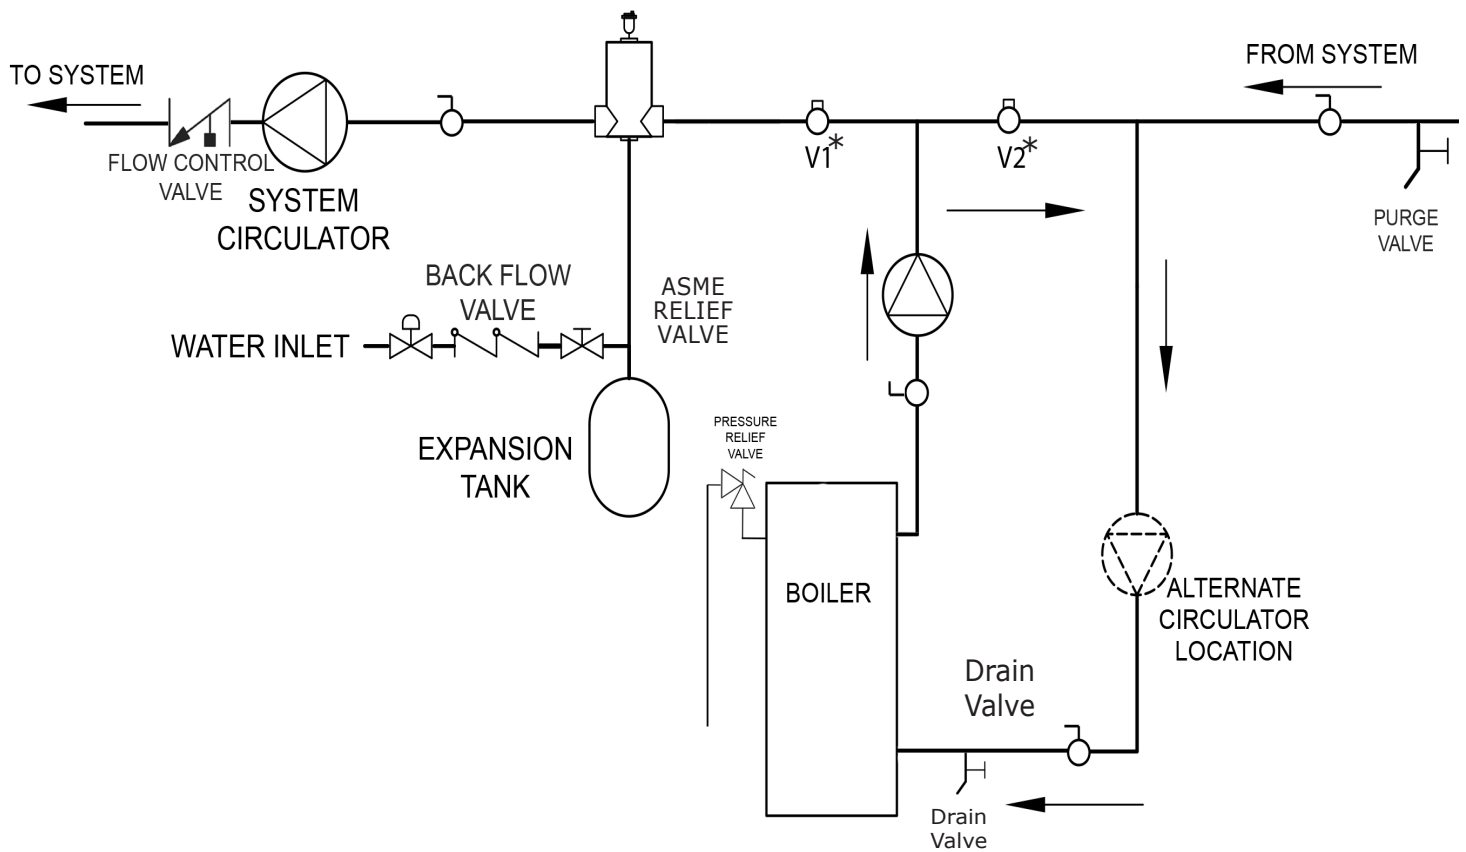 TO SYSTEM
FROM SYSTEM
FLOW CONTROL
VALVE
SYSTEM
CIRCULATOR
V1*
V2*
PURGE
VALVE
BACK FLOW
VALVE
ASME
RELIEF
VALVE
WATER INLET
EXPANSION
TANK
PRESSURE
RELIEF
VALVE
BOILER
ALTERNATE
CIRCULATOR
LOCATION
Drain
Valve
Drain
Valve